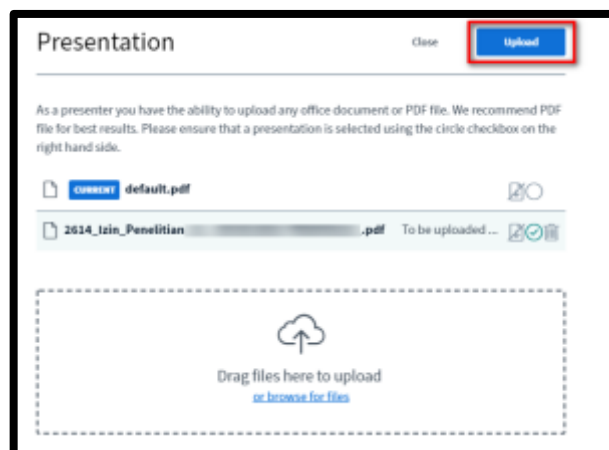 Presentation
Close
Upload
As a presenter you have the ability to upload any office document or PDF file. We recommend PDF
file for best results. Please ensure that a presentation is selected using the circle checkbox on the
right hand side.
CURRENT default.pdf
2614_Izin_Penelitian .pdf To be uploaded ...
Drag files here to upload
or browse for files